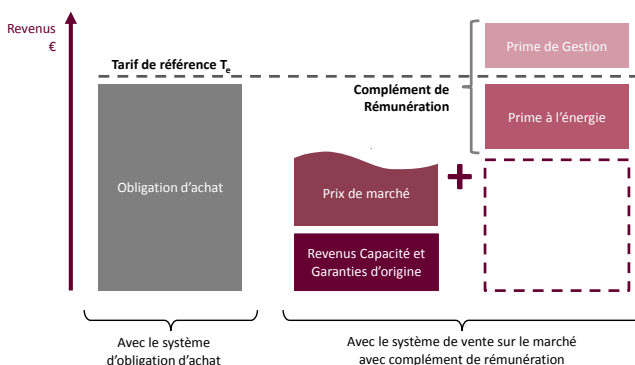 Revenus
€
Tarif de référence Te
Prime de Gestion
Complément de
Rémunération
Prime à l'énergie
Obligation d'achat
Prix de marché
+
Revenus Capacité et
Garanties d'origine
Avec le système
d'obligation d'achat
Avec le système de vente sur le marché
avec complément de rémunération